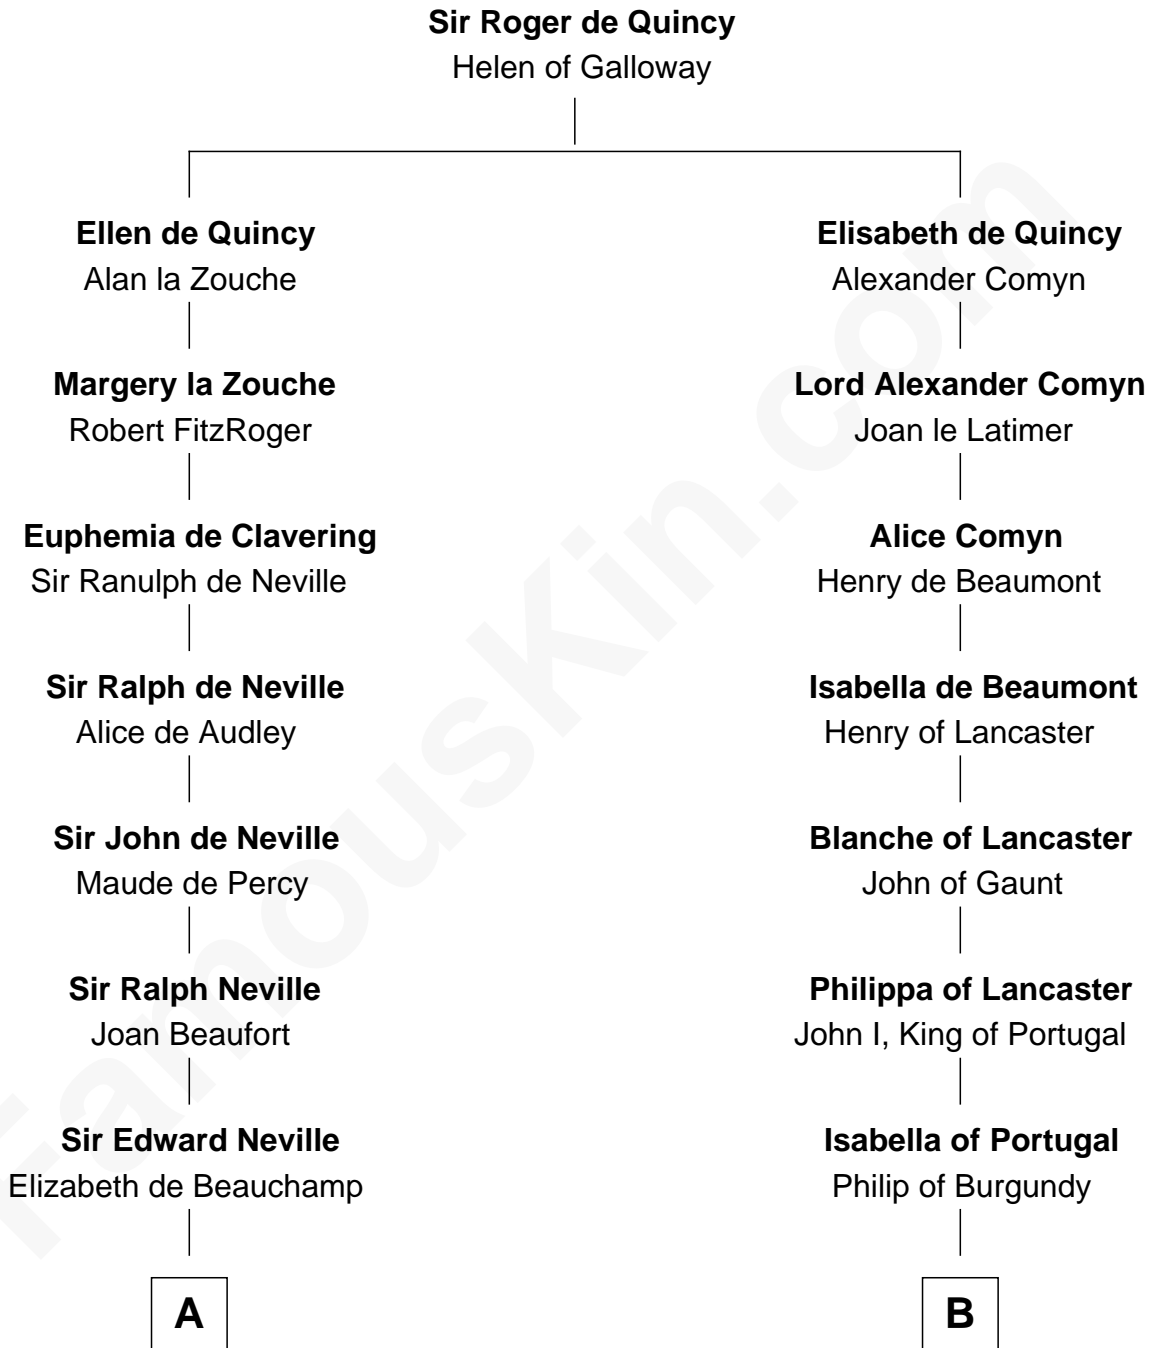 Sir Roger de Quincy
Helen of Galloway
Ellen de Quincy
Alan la Zouche
Elisabeth de Quincy
Alexander Comyn
Margery la Zouche
Robert FitzRoger
Lord Alexander Comyn
Joan le Latimer
Euphemia de Clavering
Sir Ranulph de Neville
Alice Comyn
Henry de Beaumont
Sir Ralph de Neville
Alice de Audley
Isabella de Beaumont
Henry of Lancaster
Sir John de Neville
Maude de Percy
Blanche of Lancaster
John of Gaunt
Sir Ralph Neville
Joan Beaufort
Philippa of Lancaster
John I, King of Portugal
Sir Edward Neville
Elizabeth de Beauchamp
Isabella of Portugal
Philip of Burgundy
A
B
FamousKin.com